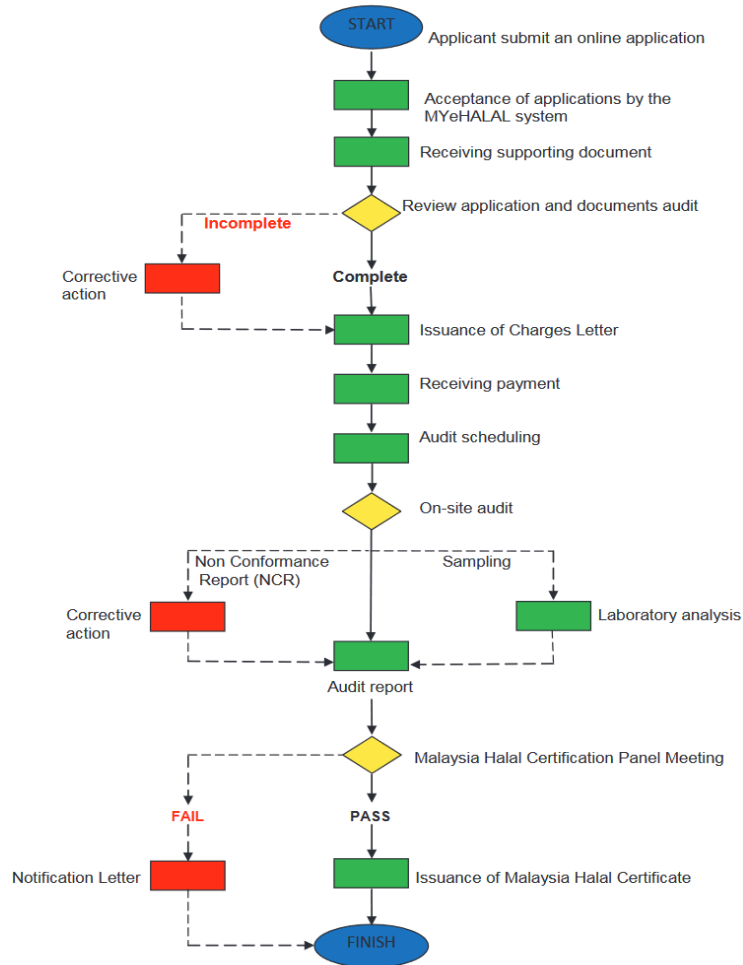 START
Applicant submit an online application
Acceptance of applications by the
MYeHALAL system
Receiving supporting document
Review application and documents audit
Incomplete
Complete
Corrective
action
Issuance of Charges Letter
Receiving payment
Audit scheduling
On-site audit
Non Conformance
Report (NCR)
Sampling
Corrective
action
Laboratory analysis
Audit report
Malaysia Halal Certification Panel Meeting
FAIL
PASS
Notification Letter
Issuance of Malaysia Halal Certificate
FINISH